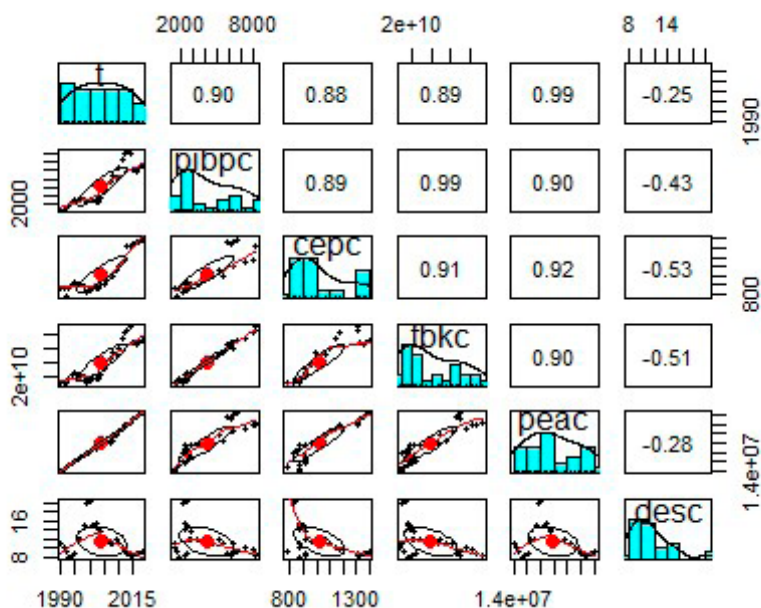 2000 8000 2e+10 8 14
t 0.90 0.88 0.89 0.99 -0.25 1990
2000 pibpc 0.89 0.99 0.90 -0.43
cepc 0.91 0.92 -0.53 800
2e+10 fbkc 0.90 -0.51
peac -0.28 1.4e+07
8 16 desc
1990 2015 800 1300 1.4e+07